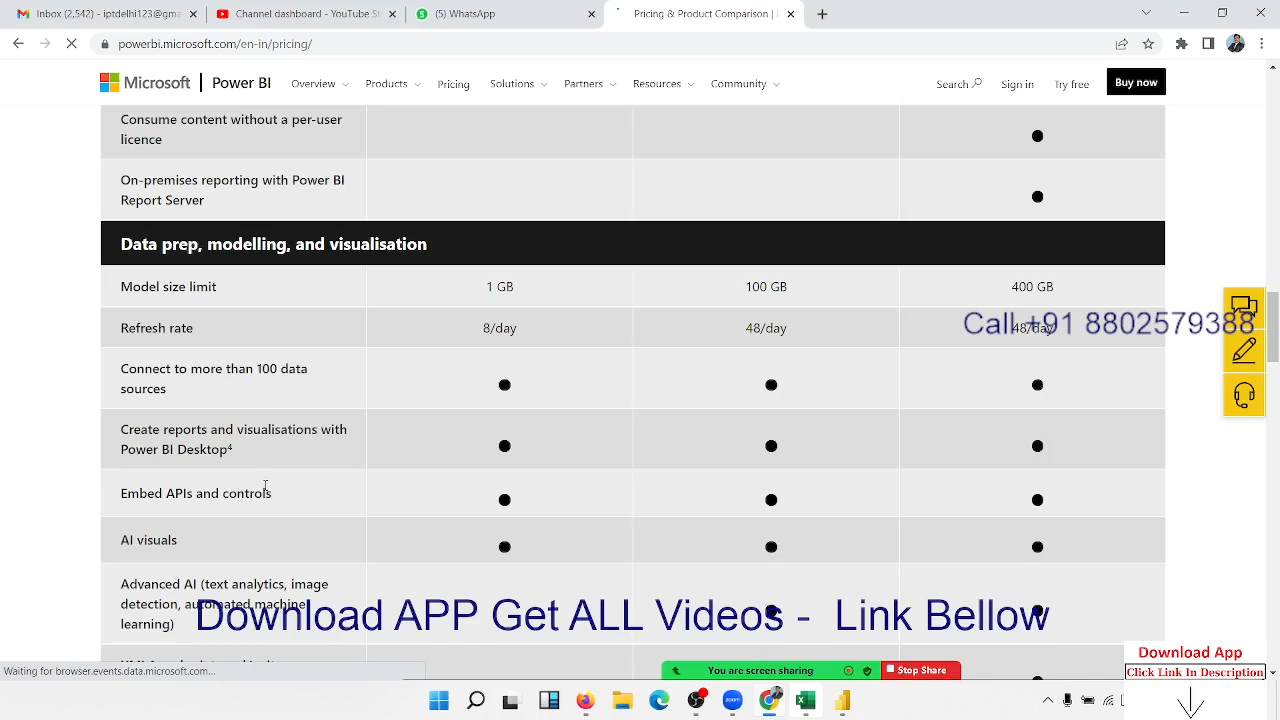 Inbox (2,542) - iptdelhi123@gma
Channel dashboard - YouTube St
(5) WhatsApp
Pricing & Product Comparison |
powerbi.microsoft.com/en-in/pricing/
Microsoft | Power BI Overview Products Pricing Solutions Partners Resources Community Search Sign in Try free Buy now
Consume content without a per-user
licence
On-premises reporting with Power BI
Report Server
Data prep, modelling, and visualisation
Model size limit 1 GB 100 GB 400 GB
Refresh rate 8/day 48/day 48/day
Call +91 8802579388
Connect to more than 100 data
sources
Create reports and visualisations with
Power BI Desktop⁴
Embed APIs and controls
AI visuals
Advanced AI (text analytics, image
detection, automated machine
learning)
Download APP Get ALL Videos - Link Bellow
Download App
Click Link In Description
Waiting for browser.events.data.microsoft.com...
You are screen sharing Stop Share
zoom